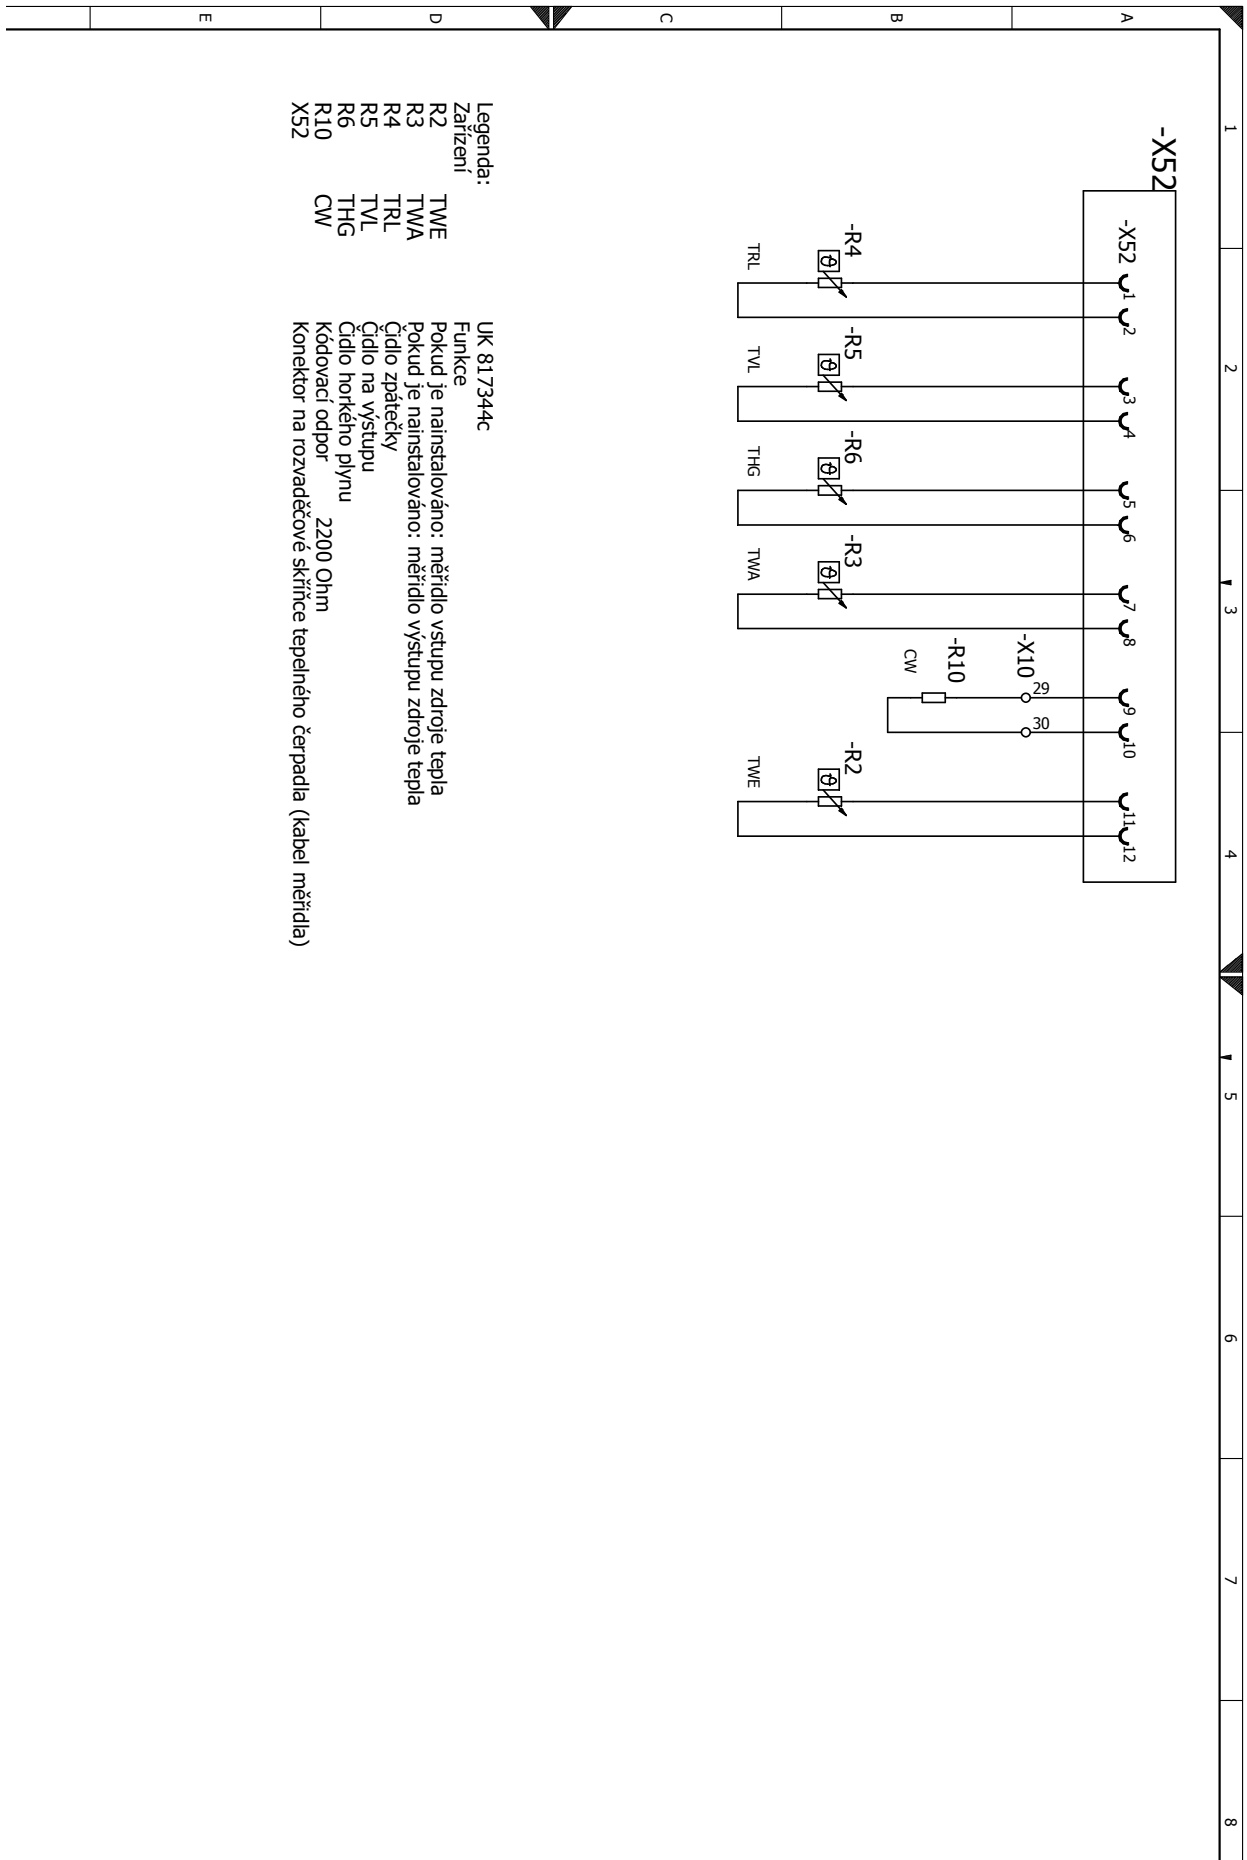 1 2 3 4 5 6 7 8
A
B
C
D
E
-X52
-X52
1 2 3 4 5 6 7 8 9 10 11 12
-X10
29 30
-R10
CW
-R4 -R5 -R6 -R3 -R2
ϑ ϑ ϑ ϑ ϑ
TRL TVL THG TWA TWE
Legenda: UK 817344c
Zařízení Funkce
R2 TWE Pokud je nainstalováno: měřidlo vstupu zdroje tepla
R3 TWA Pokud je nainstalováno: měřidlo výstupu zdroje tepla
R4 TRL Čidlo zpátečky
R5 TVL Čidlo na výstupu
R6 THG Čidlo horkého plynu
R10 CW Kódovací odpor 2200 Ohm
X52 Konektor na rozvaděčové skříňce tepelného čerpadla (kabel měřidla)